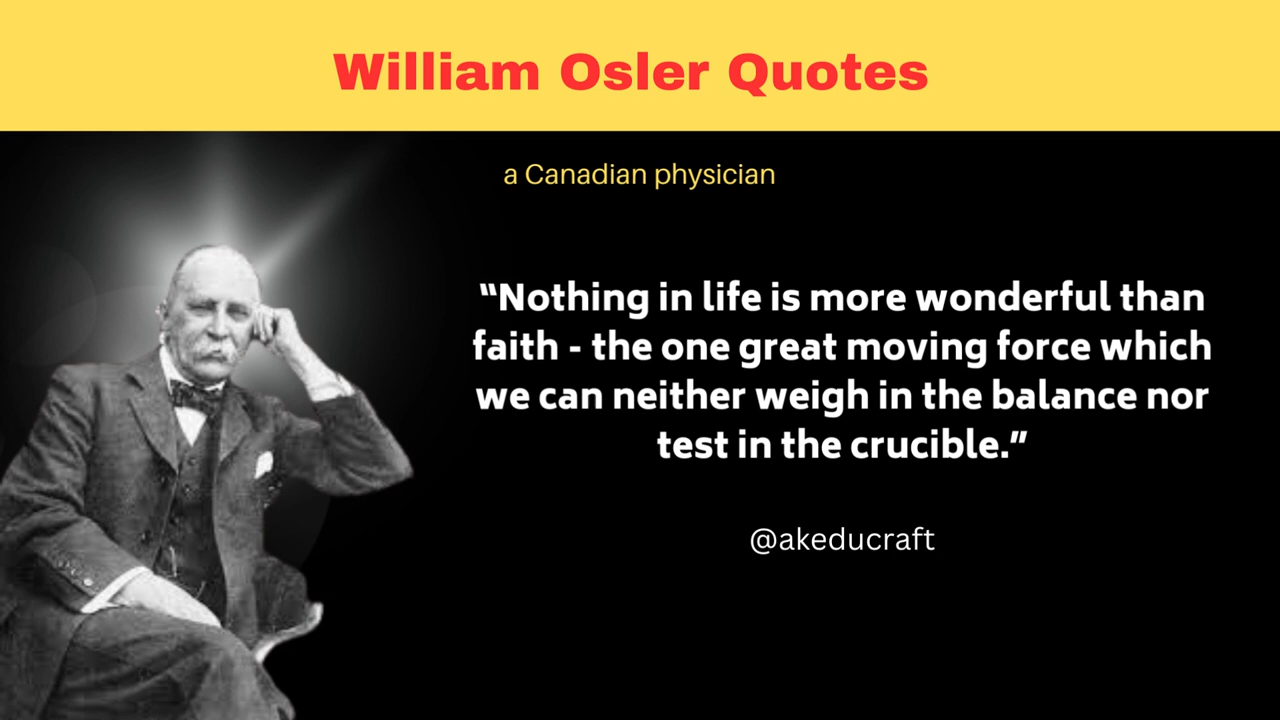 William Osler Quotes
a Canadian physician
“Nothing in life is more wonderful than
faith - the one great moving force which
we can neither weigh in the balance nor
test in the crucible.”
@akeducraft